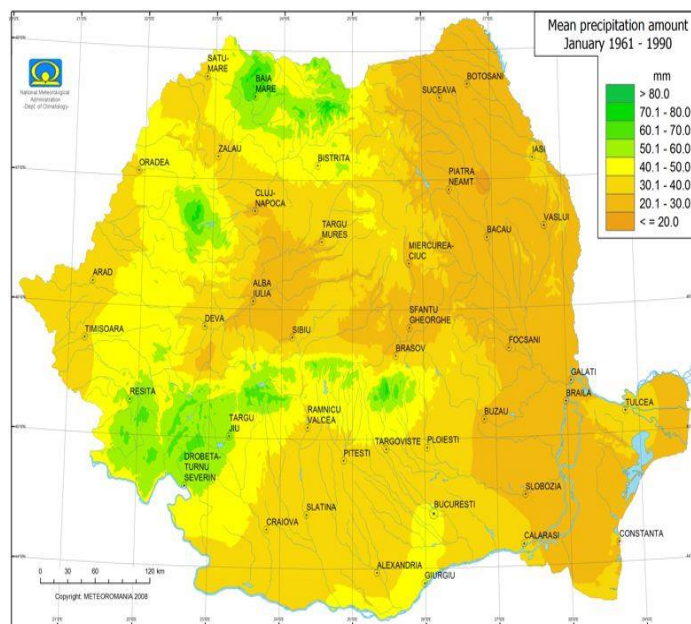 Mean precipitation amount
January 1961 - 1990
mm
> 80.0
70.1 - 80.0
60.1 - 70.0
50.1 - 60.0
40.1 - 50.0
30.1 - 40.0
20.1 - 30.0
< = 20.0
National Meteorological
Administration
-Dept. of Climatology-
SATU-
MARE
BAIA
MARE
BOTOSANI
SUCEAVA
IASI
ZALAU
ORADEA
BISTRITA
PIATRA
NEAMT
CLUJ-
NAPOCA
TARGU
MURES
VASLUI
BACAU
MIERCUREA-
CIUC
ARAD
ALBA
IULIA
DEVA
SIBIU
SFANTU
GHEORGHE
TIMISOARA
BRASOV
FOCSANI
GALATI
BRAILA
TULCEA
RESITA
TARGU
JIU
RAMNICU
VALCEA
BUZAU
TARGOVISTE
PLOIESTI
PITESTI
DROBETA-
TURNU
SEVERIN
SLOBOZIA
SLATINA
BUCURESTI
CRAIOVA
CALARASI
CONSTANTA
ALEXANDRIA
GIURGIU
30
0
60
120 km
Copyright: METEOROMANIA 2008